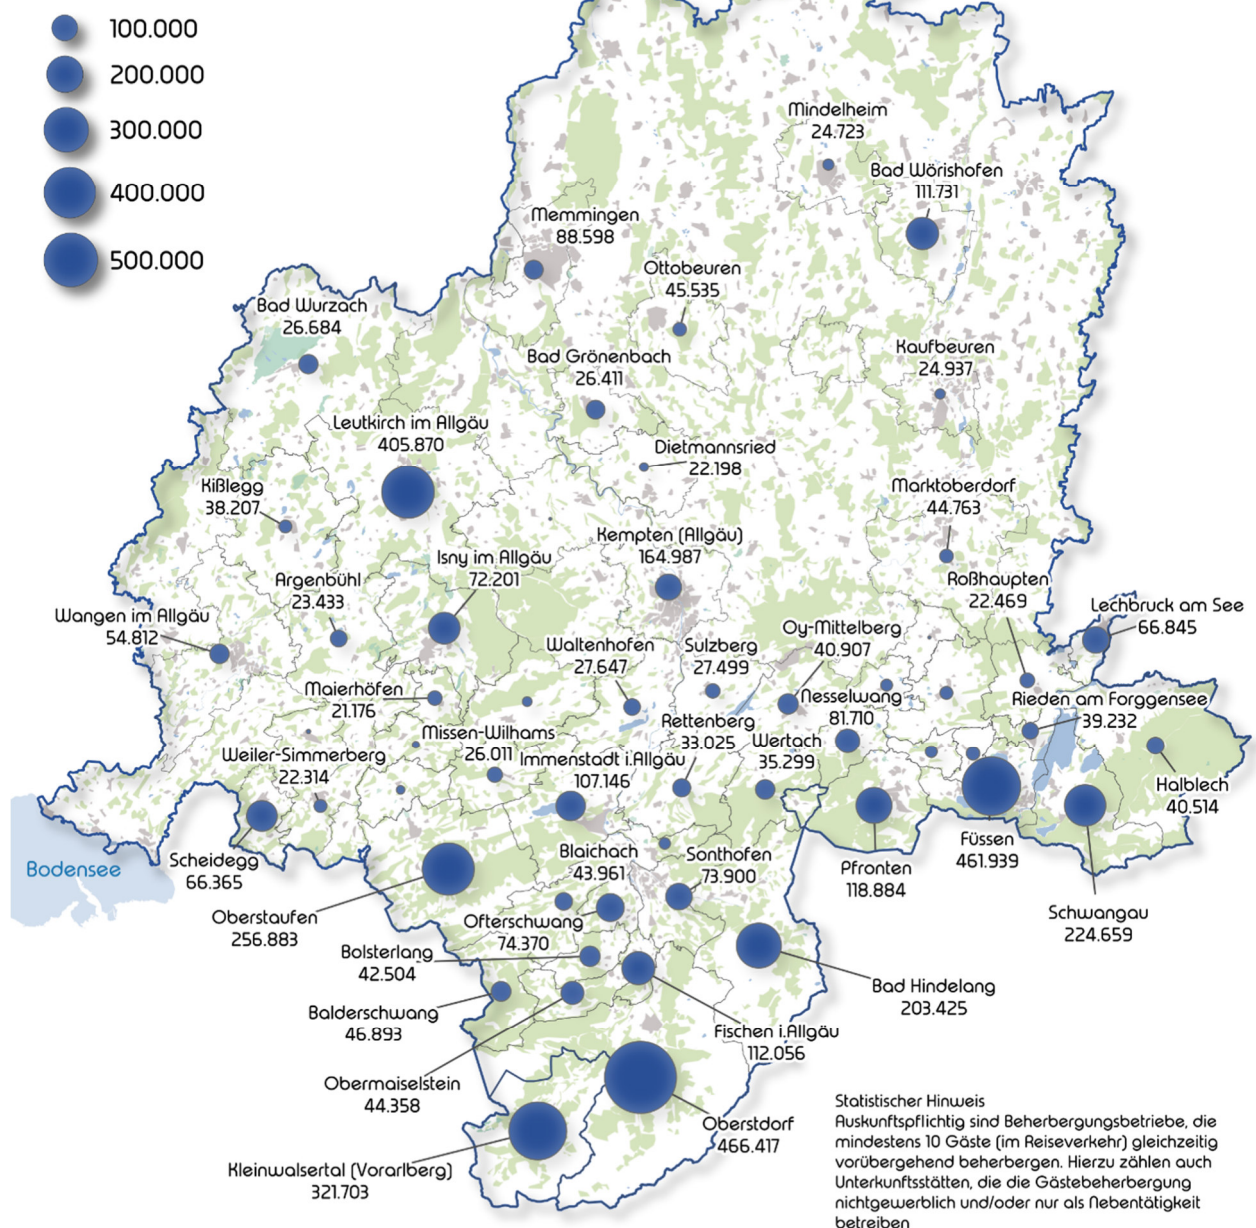 100.000
200.000
300.000
400.000
500.000
Mindelheim
24.723
Bad Wörishofen
111.731
Memmingen
88.598
Ottobeuren
45.535
Bad Wurzach
26.684
Bad Grönenbach
26.411
Kaufbeuren
24.937
Leutkirch im Allgäu
405.870
Dietmannsried
22.198
Kißlegg
38.207
Marktoberdorf
44.763
Kempten (Allgäu)
164.987
Isny im Allgäu
72.201
Argenbühl
23.433
Roßhaupten
22.469
Lechbruck am See
66.845
Wangen im Allgäu
54.812
Oy-Mittelberg
40.907
Waltenhofen
27.647
Sulzberg
27.499
Maierhöfen
21.176
Nesselwang
81.710
Rieden am Forggensee
39.232
Missen-Wilhams
26.011
Rettenberg
33.025
Wertach
35.299
Weiler-Simmerberg
22.314
Immenstadt i.Allgäu
107.146
Halblech
40.514
Bodensee
Scheidegg
66.365
Blaichach
43.961
Sonthofen
73.900
Pfronten
118.884
Füssen
461.939
Schwangau
224.659
Oberstaufen
256.883
Ofterschwang
74.370
Bolsterlang
42.504
Balderschwang
46.893
Bad Hindelang
203.425
Fischen i.Allgäu
112.056
Obermaiselstein
44.358
Oberstdorf
466.417
Kleinwalsertal (Vorarlberg)
321.703
Statistischer Hinweis
Auskunftspflichtig sind Beherbergungsbetriebe, die
mindestens 10 Gäste (im Reiseverkehr) gleichzeitig
vorübergehend beherbergen. Hierzu zählen auch
Unterkunftsstätten, die die Gästebeherbergung
nichtgewerblich und/oder nur als Nebentätigkeit
betreiben